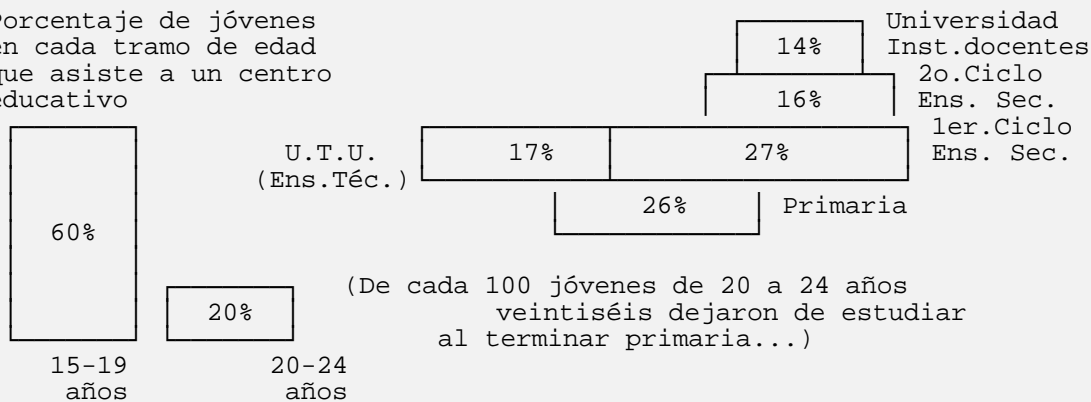 Porcentaje de jóvenes
en cada tramo de edad
que asiste a un centro
educativo
60%
20%
15-19
años
20-24
años
Universidad
14% Inst.docentes
2o.Ciclo
16% Ens. Sec.
1er.Ciclo
U.T.U. 17% 27% Ens. Sec.
(Ens.Téc.)
26% Primaria
(De cada 100 jóvenes de 20 a 24 años
veintiséis dejaron de estudiar
al terminar primaria...)